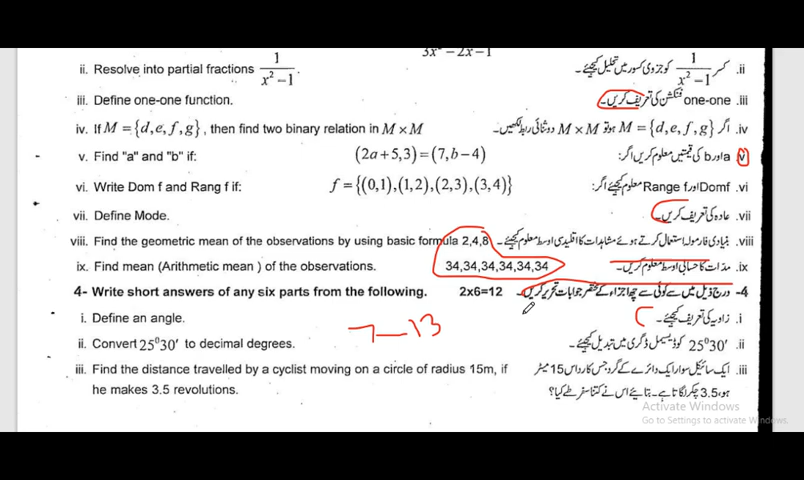 3x² - 2x - 1
ii. Resolve into partial fractions 1/(x² - 1). ii. کسر 1/(x² - 1) کو جزوی کسور میں تحلیل کیجئے۔
iii. Define one-one function. iii. one-one فنکشن کی تعریف کریں۔
iv. If M = {d, e, f, g}, then find two binary relation in M × M iv. اگر M = {d, e, f, g} ہو تو M × M دو ثنائی ربط لکھیں۔
v. Find "a" and "b" if: (2a + 5, 3) = (7, b - 4) v. a اور b کی قیمتیں معلوم کریں اگر:
vi. Write Dom f and Rang f if: f = {(0,1), (1,2), (2,3), (3,4)} vi. Domf اور Range f معلوم کیجئے اگر:
vii. Define Mode. vii. عادہ کی تعریف کریں۔
viii. Find the geometric mean of the observations by using basic formula 2,4,8 viii. بنیادی فارمولہ استعمال کرتے ہوئے مشاہدات کا اقلیدی اوسط معلوم کیجئے۔
ix. Find mean (Arithmetic mean ) of the observations. 34,34,34,34,34,34 ix. مذات کا حسابی اوسط معلوم کریں۔
4- Write short answers of any six parts from the following. 2x6=12 4- درج ذیل میں سے کوئی سے چھ اجزاء کے مختصر جوابات تحریر کریں۔
i. Define an angle. i. زاویہ کی تعریف کیجئے۔
7—13
ii. Convert 25⁰30′ to decimal degrees. ii. 25⁰30′ کو ڈیسیمل ڈگری میں تبدیل کیجئے۔
iii. Find the distance travelled by a cyclist moving on a circle of radius 15m, if iii. ایک سائیکل سوار ایک دائرے کے گرد جس کا رداس 15 میٹر
he makes 3.5 revolutions. ہو، 3.5 چکر لگاتا ہے۔ بتائیے اس نے کتنا سفر طے کیا؟
Activate Windows
Go to Settings to activate Windows.